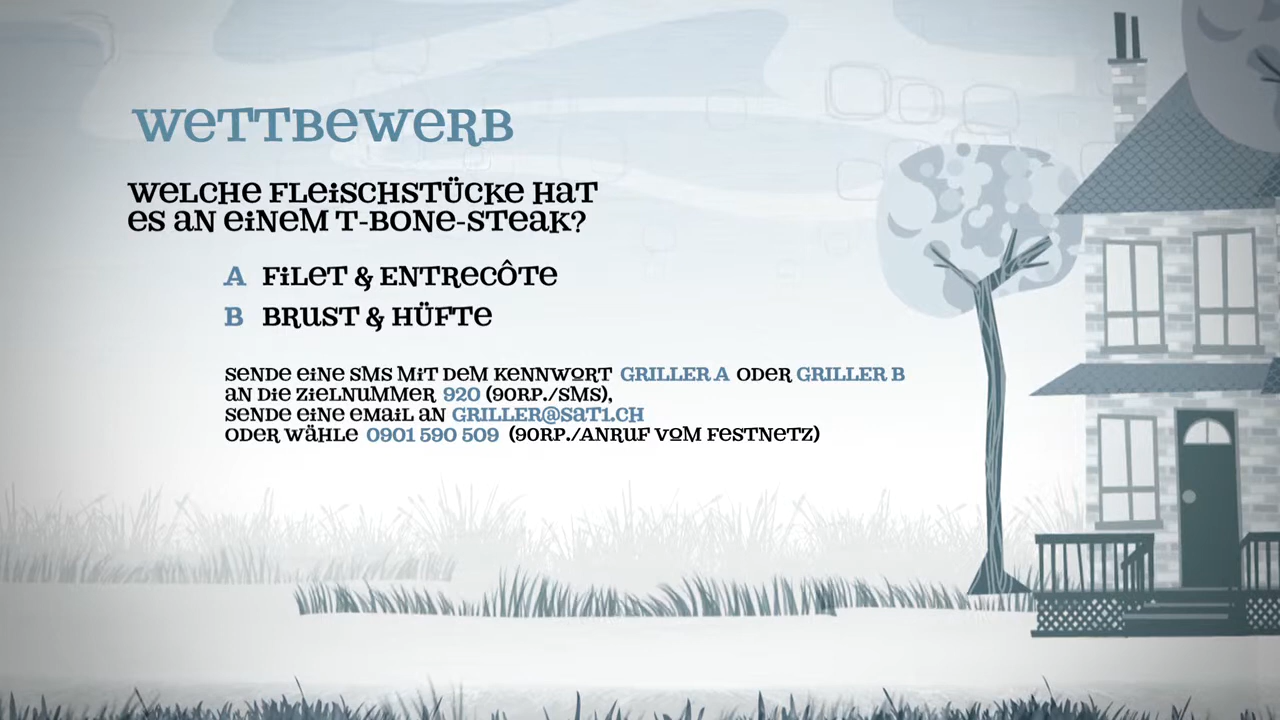 WETTBEWERB
WELCHE FLEISCHSTÜCKE HAT
ES AN EINEM T-BONE-STEAK?
A FILET & ENTRECÔTE
B BRUST & HÜFTE
SENDE EINE SMS MIT DEM KENNWORT GRILLER A ODER GRILLER B
AN DIE ZIELNUMMER 920 (90RP./SMS),
SENDE EINE EMAIL AN GRILLER@SAT1.CH
ODER WÄHLE 0901 590 509 (90RP./ANRUF VOM FESTNETZ)